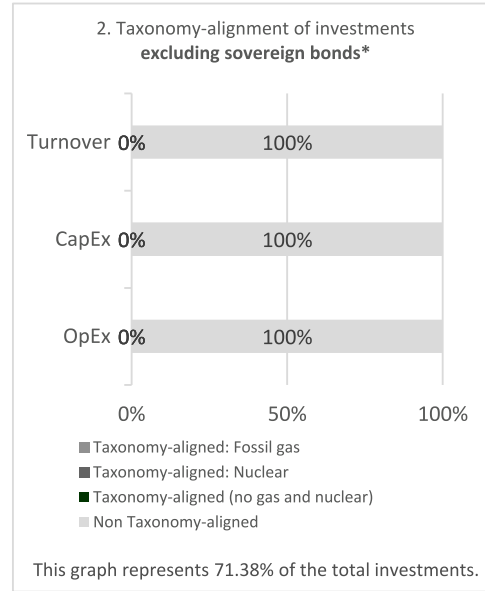 2. Taxonomy-alignment of investments
excluding sovereign bonds*
Turnover 0% 100%
CapEx 0% 100%
OpEx 0% 100%
0% 50% 100%
Taxonomy-aligned: Fossil gas
Taxonomy-aligned: Nuclear
Taxonomy-aligned (no gas and nuclear)
Non Taxonomy-aligned
This graph represents 71.38% of the total investments.